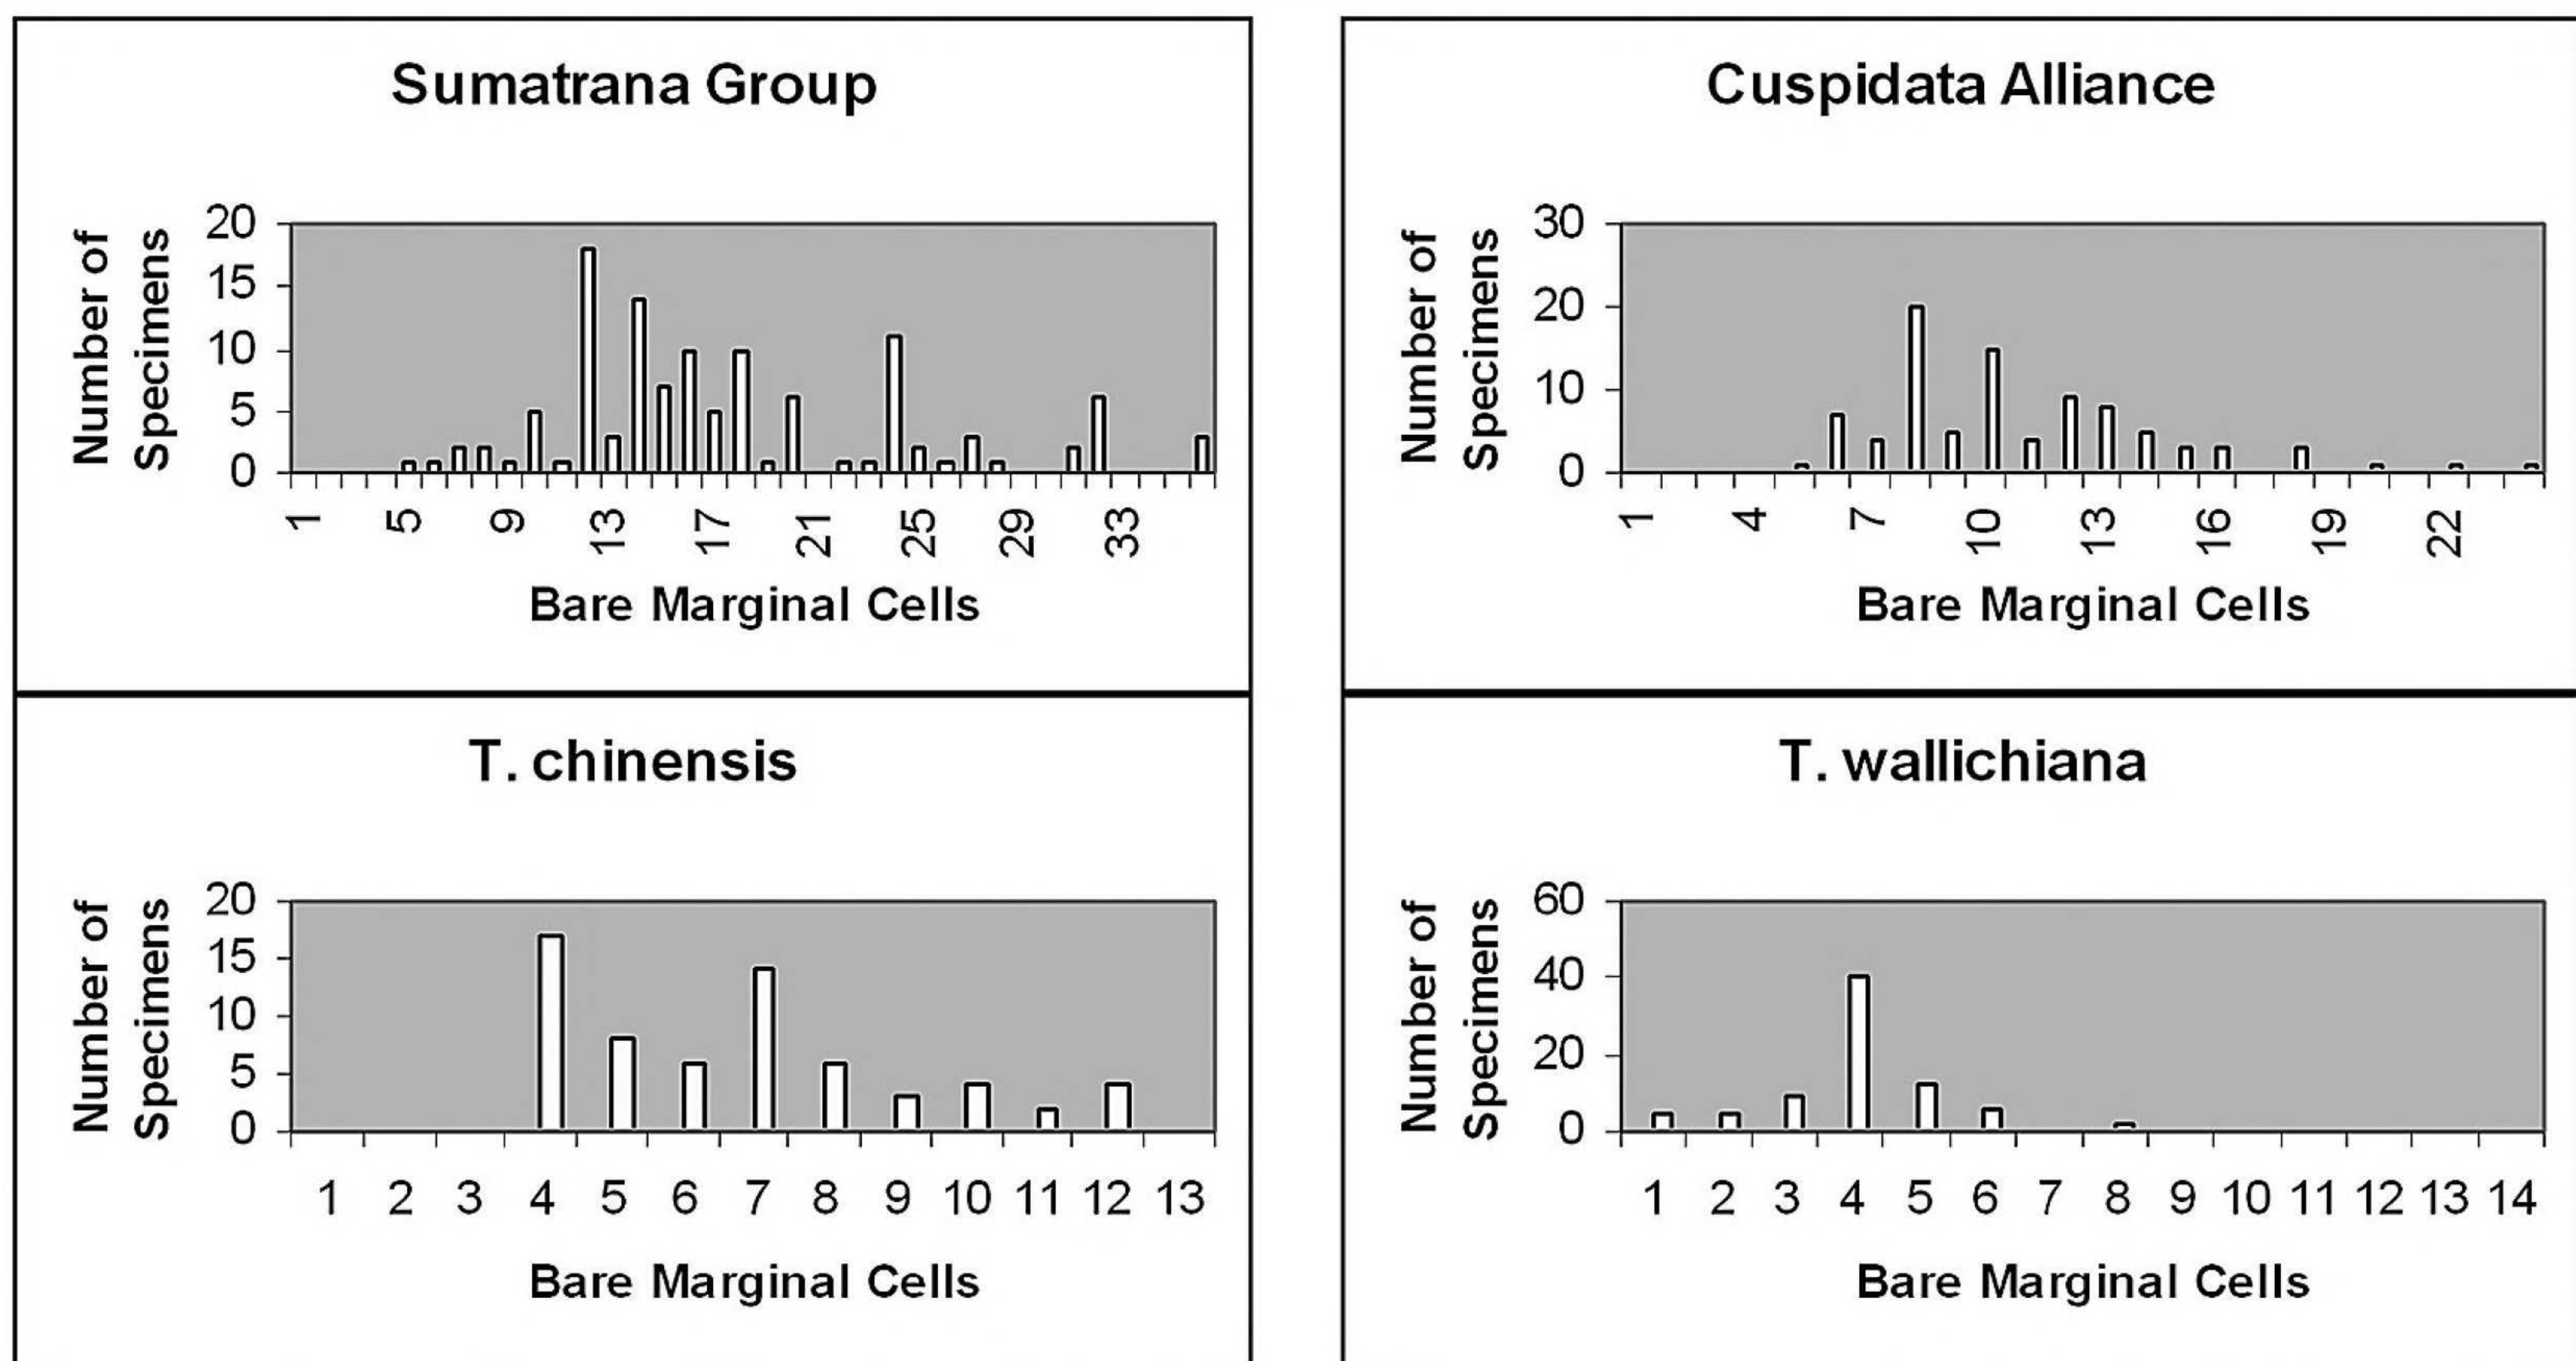 Sumatrana Group
Number of
Specimens
20
15
10
5
0
1 5 9 13 17 21 25 29 33
Bare Marginal Cells
Cuspidata Alliance
Number of
Specimens
30
20
10
0
1 4 7 10 13 16 19 22
Bare Marginal Cells
T. chinensis
Number of
Specimens
20
15
10
5
0
1 2 3 4 5 6 7 8 9 10 11 12 13
Bare Marginal Cells
T. wallichiana
Number of
Specimens
60
40
20
0
1 2 3 4 5 6 7 8 9 10 11 12 13 14
Bare Marginal Cells